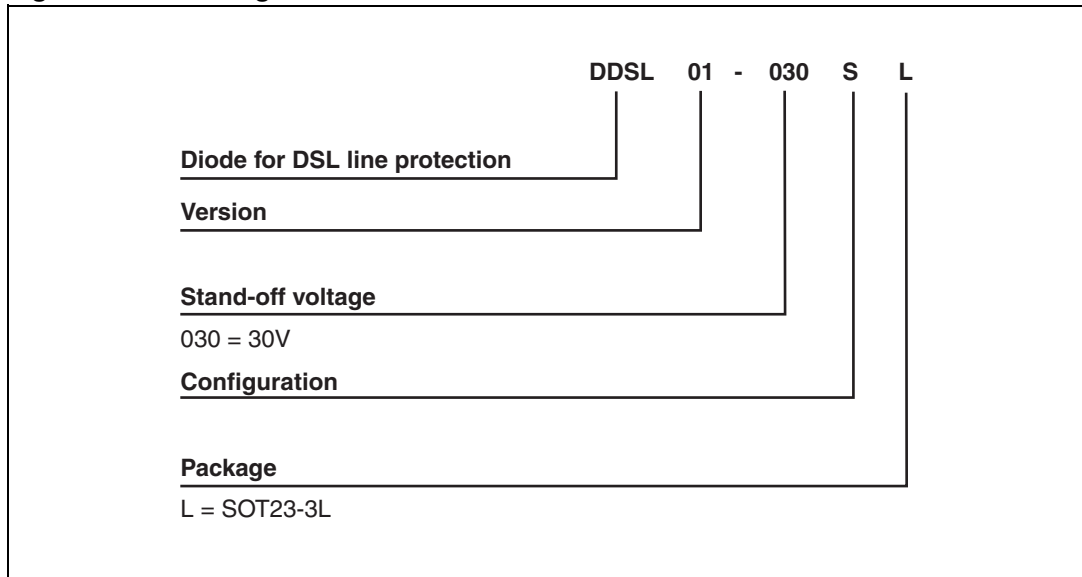 DDSL 01 - 030 S L
Diode for DSL line protection
Version
Stand-off voltage
030 = 30V
Configuration
Package
L = SOT23-3L